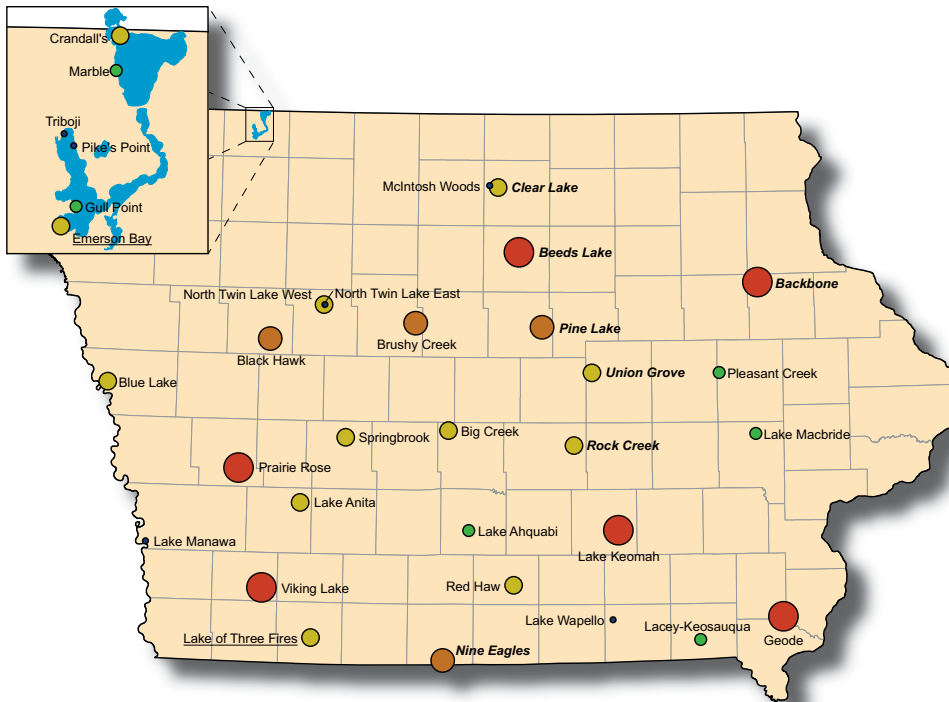 Crandall's
Marble
Triboji
Pike's Point
Gull Point
Emerson Bay
McIntosh Woods
Clear Lake
Beeds Lake
Backbone
North Twin Lake West
North Twin Lake East
Brushy Creek
Pine Lake
Black Hawk
Blue Lake
Union Grove
Pleasant Creek
Springbrook
Big Creek
Rock Creek
Lake Macbride
Prairie Rose
Lake Anita
Lake Manawa
Lake Ahquabi
Lake Keomah
Viking Lake
Red Haw
Lake Wapello
Lacey-Keosauqua
Geode
Lake of Three Fires
Nine Eagles